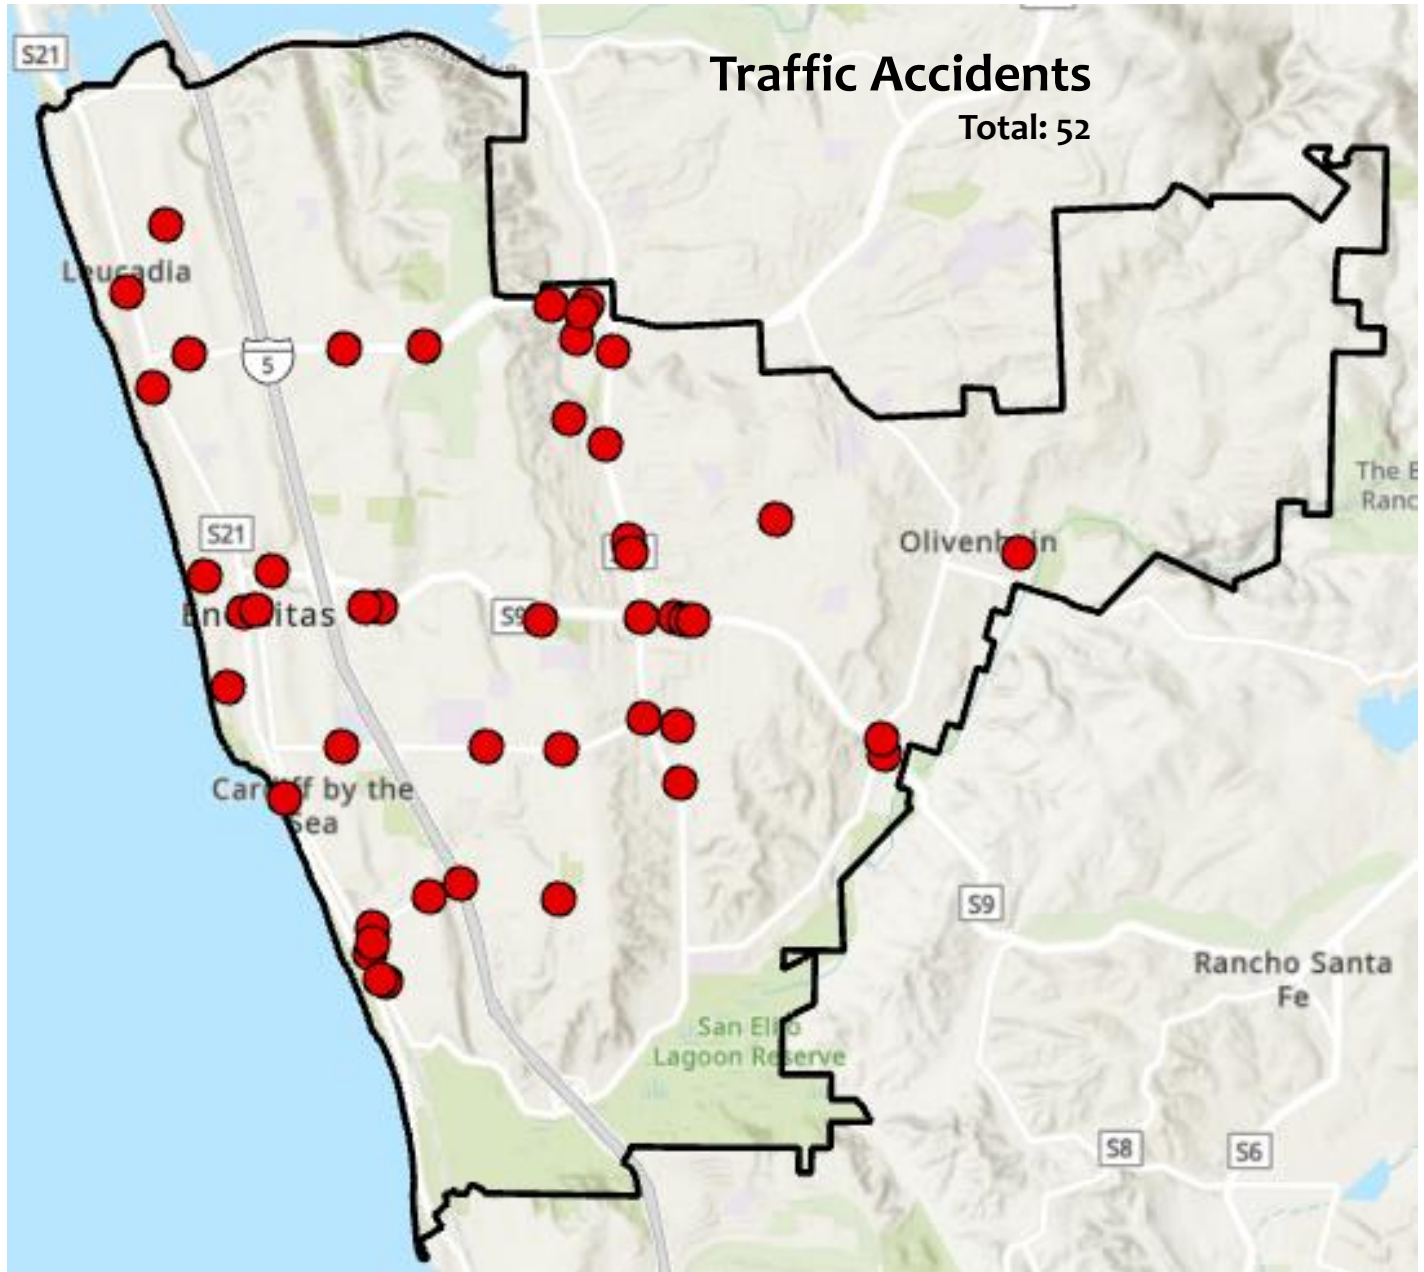 S21
Traffic Accidents
Total: 52
Leucadia
5
The E
Ranc
S21
Olivenhain
Encinitas
S9
Cardiff by the
Sea
S9
Rancho Santa
Fe
San Elijo
Lagoon Reserve
S8
S6